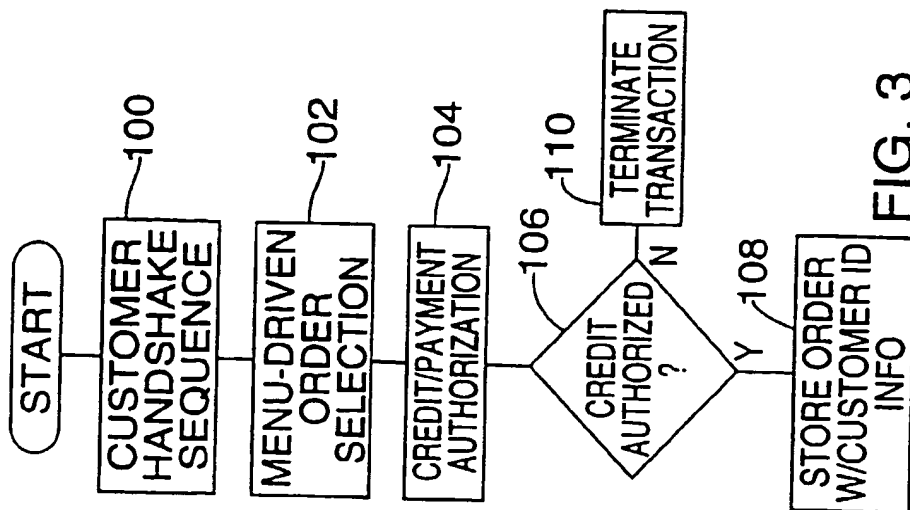 START
CUSTOMER
HANDSHAKE
SEQUENCE
100
MENU-DRIVEN
ORDER
SELECTION
102
CREDIT/PAYMENT
AUTHORIZATION
104
CREDIT
AUTHORIZED
?
106
N
TERMINATE
TRANSACTION
110
Y
STORE ORDER
W/CUSTOMER ID
INFO
108
FIG. 3